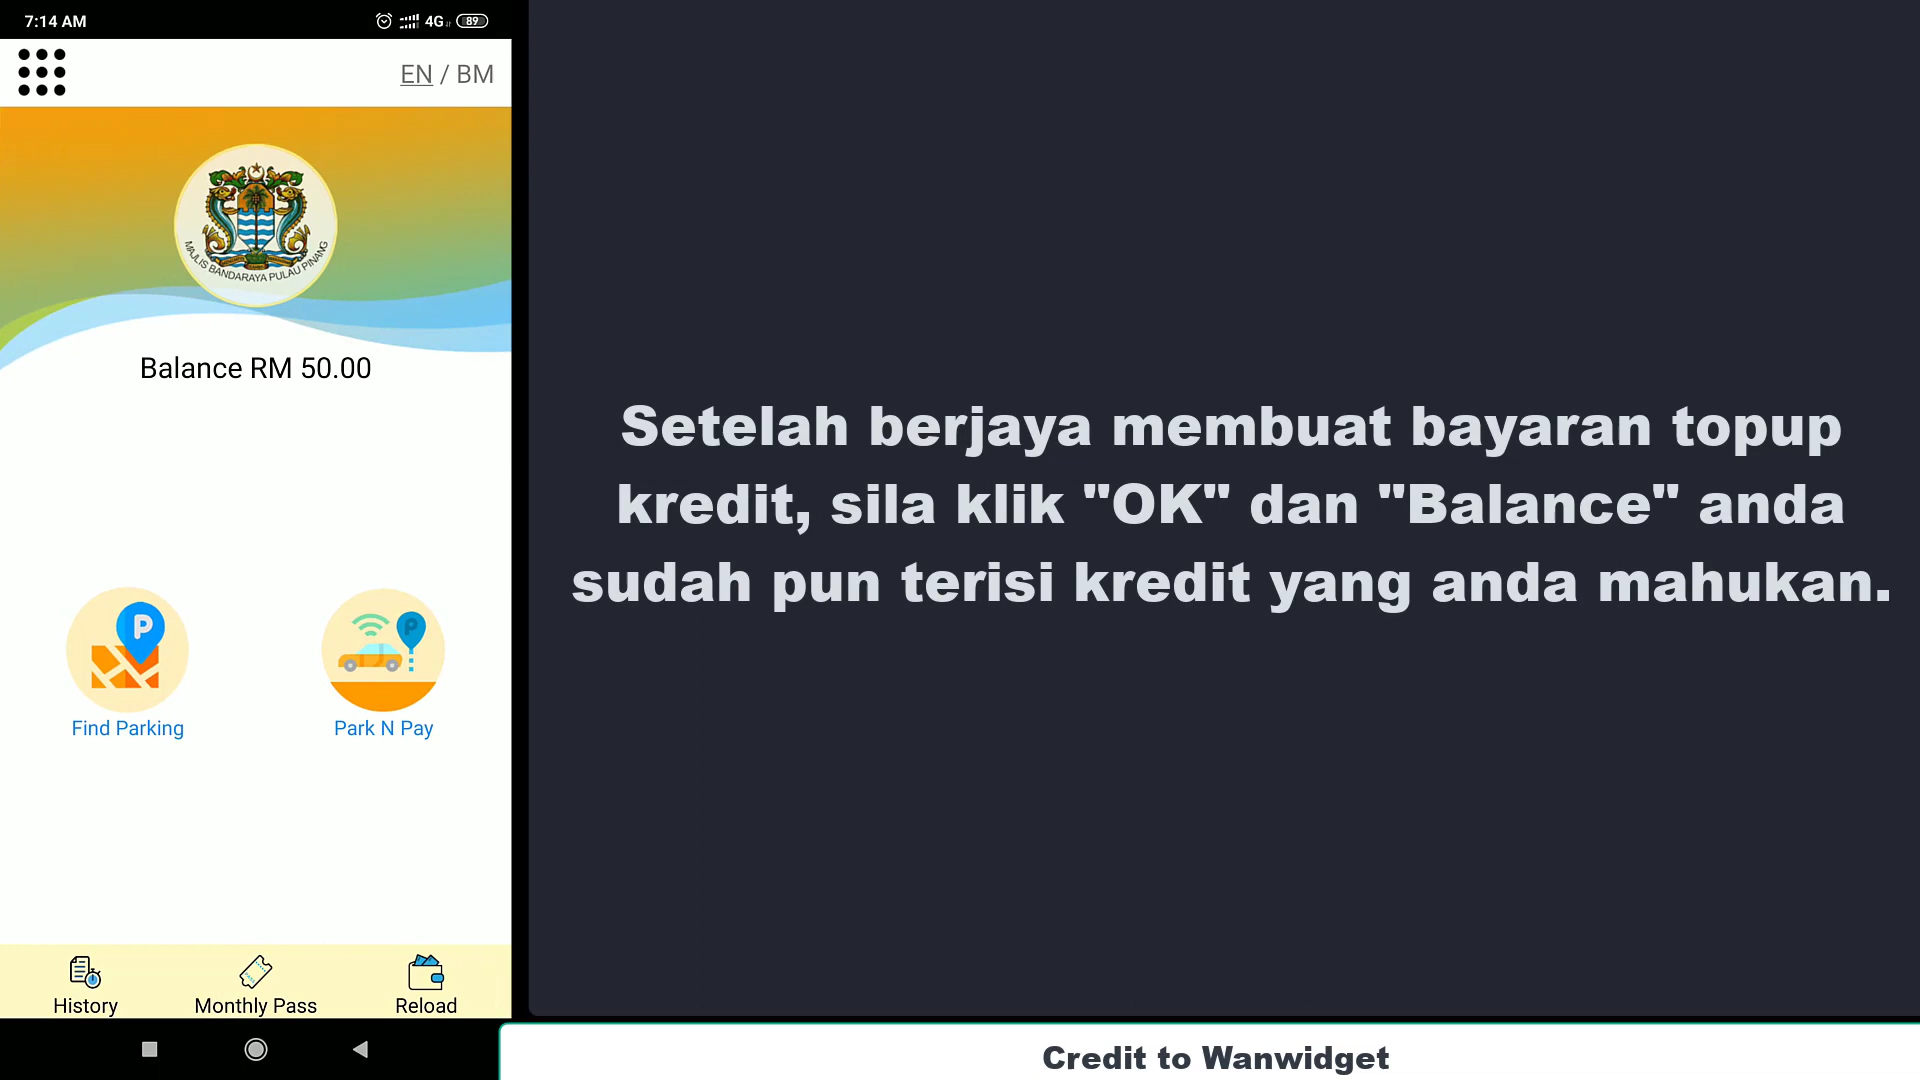 7:14 AM
4G
89
EN / BM
MAJLIS BANDARAYA PULAU PINANG
Balance RM 50.00
P
P
Find Parking
Park N Pay
History
Monthly Pass
Reload
Setelah berjaya membuat bayaran topup
kredit, sila klik "OK" dan "Balance" anda
sudah pun terisi kredit yang anda mahukan.
Credit to Wanwidget